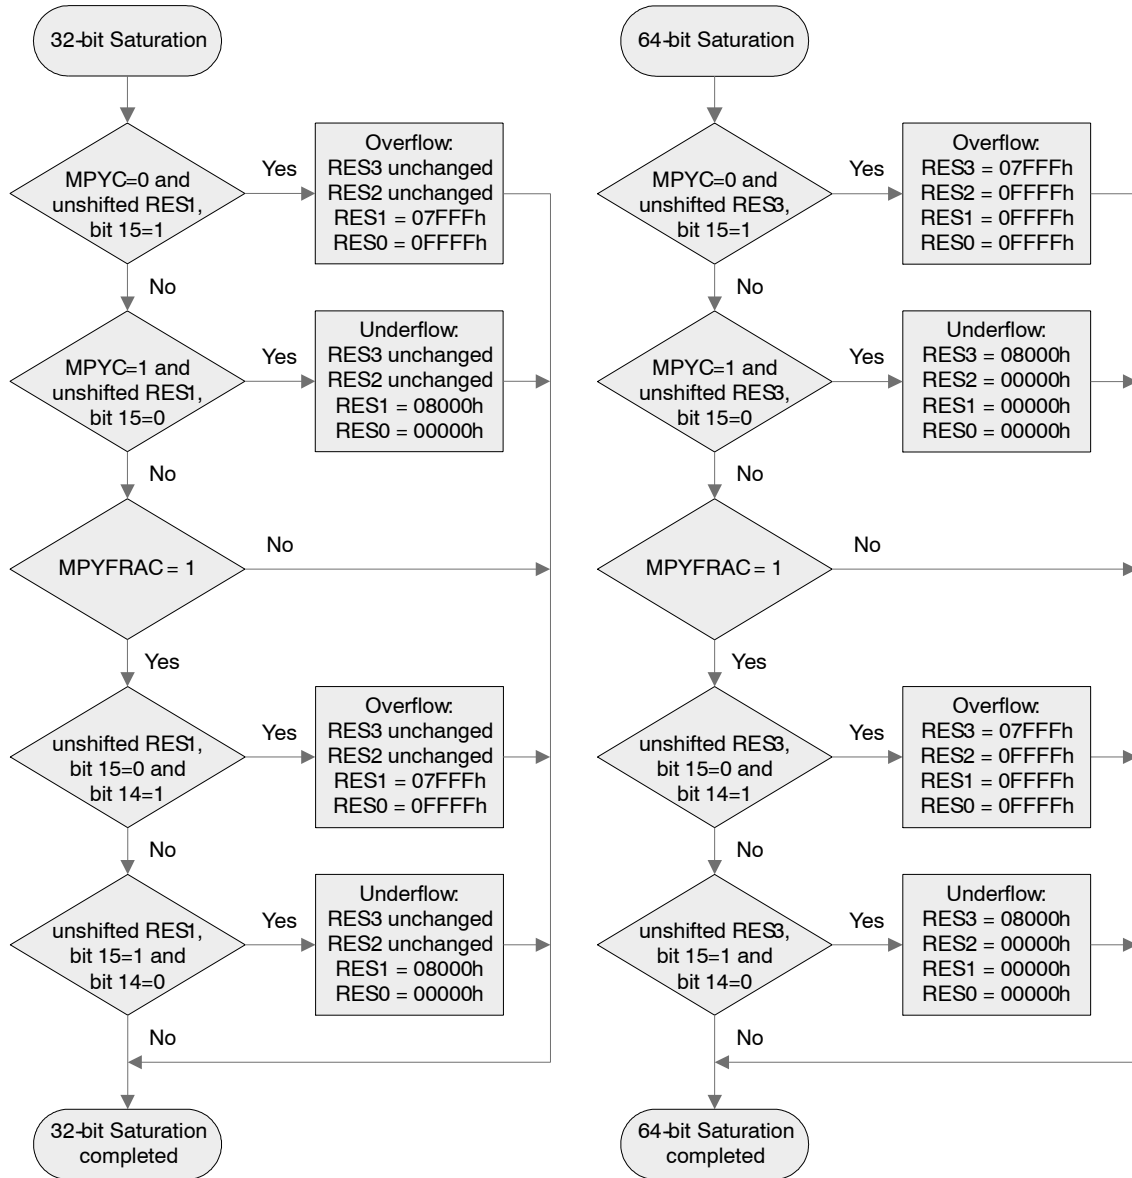 32-bit Saturation
MPYC=0 and
unshifted RES1,
bit 15=1
Yes
Overflow:
RES3 unchanged
RES2 unchanged
RES1 = 07FFFh
RES0 = 0FFFFh
No
MPYC=1 and
unshifted RES1,
bit 15=0
Yes
Underflow:
RES3 unchanged
RES2 unchanged
RES1 = 08000h
RES0 = 00000h
No
MPYFRAC = 1
No
Yes
unshifted RES1,
bit 15=0 and
bit 14=1
Yes
Overflow:
RES3 unchanged
RES2 unchanged
RES1 = 07FFFh
RES0 = 0FFFFh
No
unshifted RES1,
bit 15=1 and
bit 14=0
Yes
Underflow:
RES3 unchanged
RES2 unchanged
RES1 = 08000h
RES0 = 00000h
No
32-bit Saturation
completed
64-bit Saturation
MPYC=0 and
unshifted RES3,
bit 15=1
Yes
Overflow:
RES3 = 07FFFh
RES2 = 0FFFFh
RES1 = 0FFFFh
RES0 = 0FFFFh
No
MPYC=1 and
unshifted RES3,
bit 15=0
Yes
Underflow:
RES3 = 08000h
RES2 = 00000h
RES1 = 00000h
RES0 = 00000h
No
MPYFRAC = 1
No
Yes
unshifted RES3,
bit 15=0 and
bit 14=1
Yes
Overflow:
RES3 = 07FFFh
RES2 = 0FFFFh
RES1 = 0FFFFh
RES0 = 0FFFFh
No
unshifted RES3,
bit 15=1 and
bit 14=0
Yes
Underflow:
RES3 = 08000h
RES2 = 00000h
RES1 = 00000h
RES0 = 00000h
No
64-bit Saturation
completed